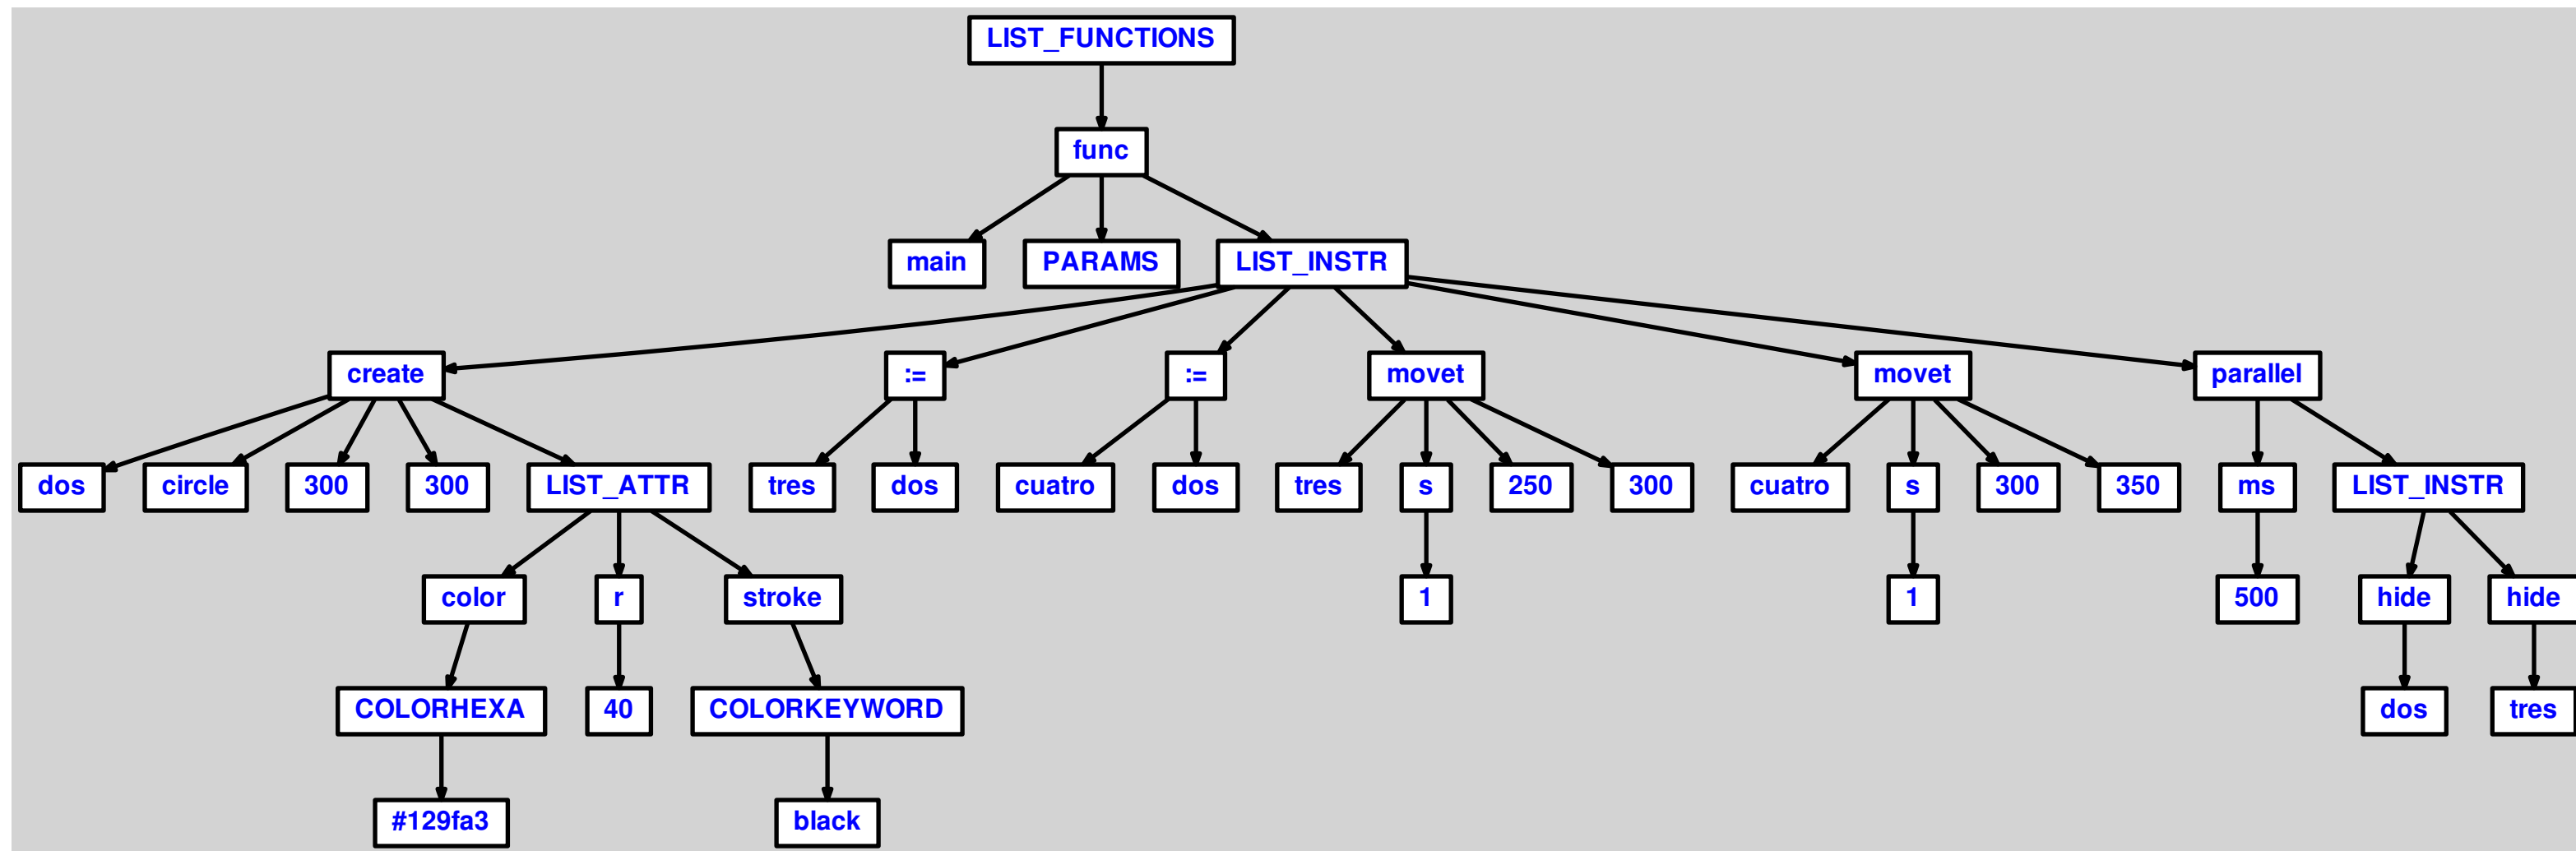 LIST_FUNCTIONS
func
main PARAMS LIST_INSTR
create := := movet movet parallel
dos circle 300 300 LIST_ATTR tres dos cuatro dos tres s 250 300 cuatro s 300 350 ms LIST_INSTR
color r stroke 1 1 500 hide hide
COLORHEXA 40 COLORKEYWORD dos tres
#129fa3 black